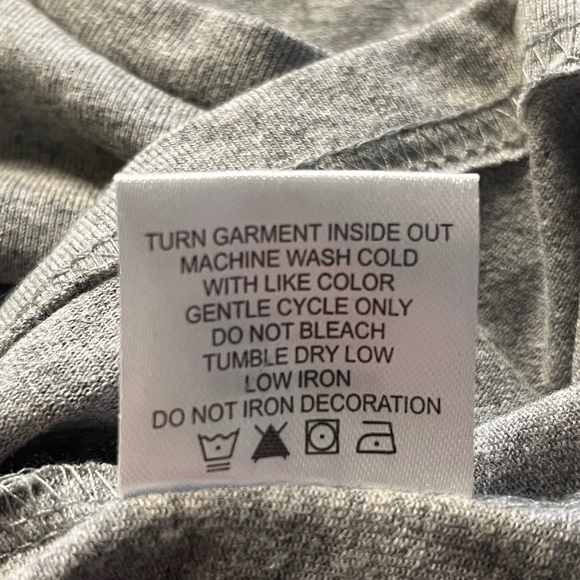 TURN GARMENT INSIDE OUT
MACHINE WASH COLD
WITH LIKE COLOR
GENTLE CYCLE ONLY
DO NOT BLEACH
TUMBLE DRY LOW
LOW IRON
DO NOT IRON DECORATION